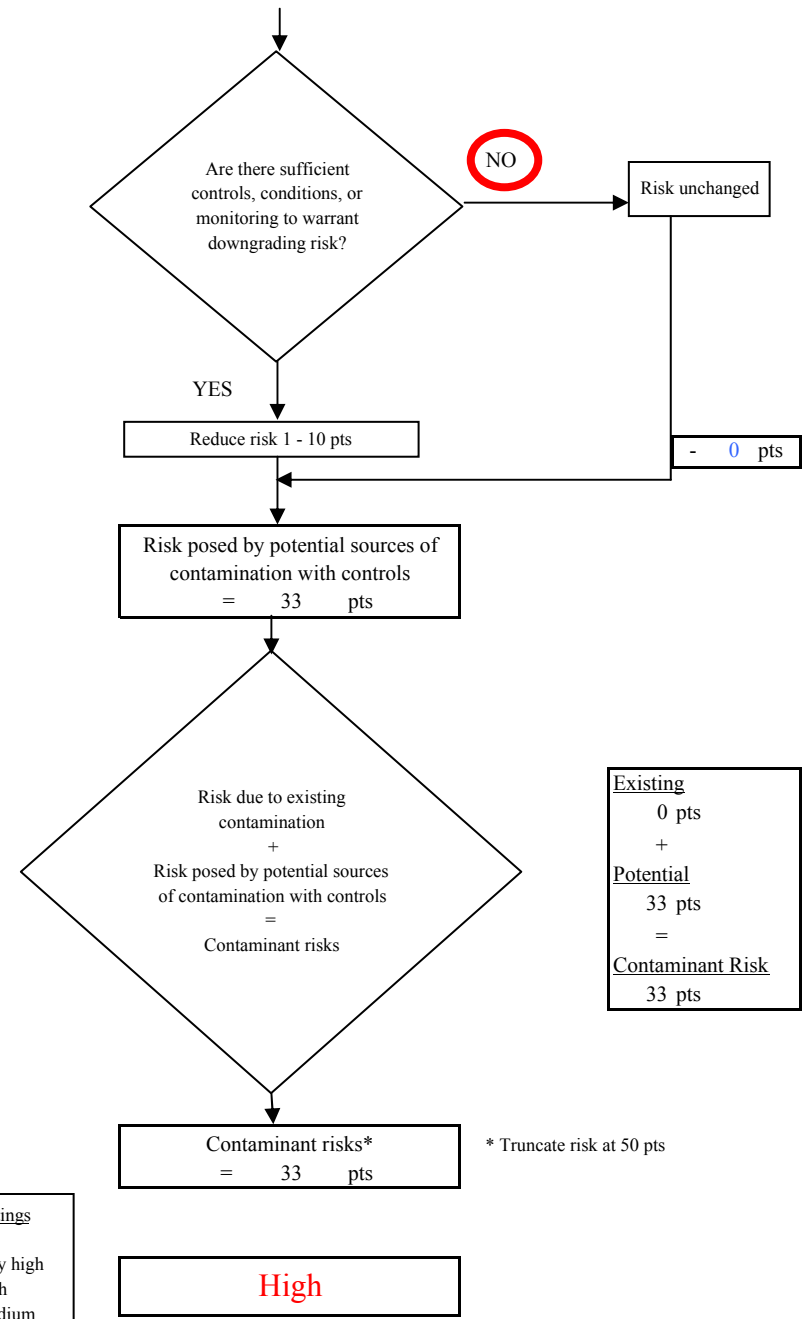 Are there sufficient
controls, conditions, or
monitoring to warrant
downgrading risk?
NO
Risk unchanged
YES
Reduce risk 1 - 10 pts
- 0 pts
Risk posed by potential sources of
contamination with controls
= 33 pts
Risk due to existing
contamination
+
Risk posed by potential sources
of contamination with controls
=
Contaminant risks
Existing
0 pts
+
Potential
33 pts
=
Contaminant Risk
33 pts
Contaminant risks*
= 33 pts
* Truncate risk at 50 pts
high
High